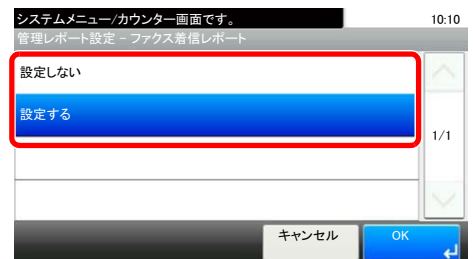 システムメニュー/カウンター画面です。 10:10
管理レポート設定 - ファクス着信レポート
設定しない
設定する
1/1
キャンセル OK